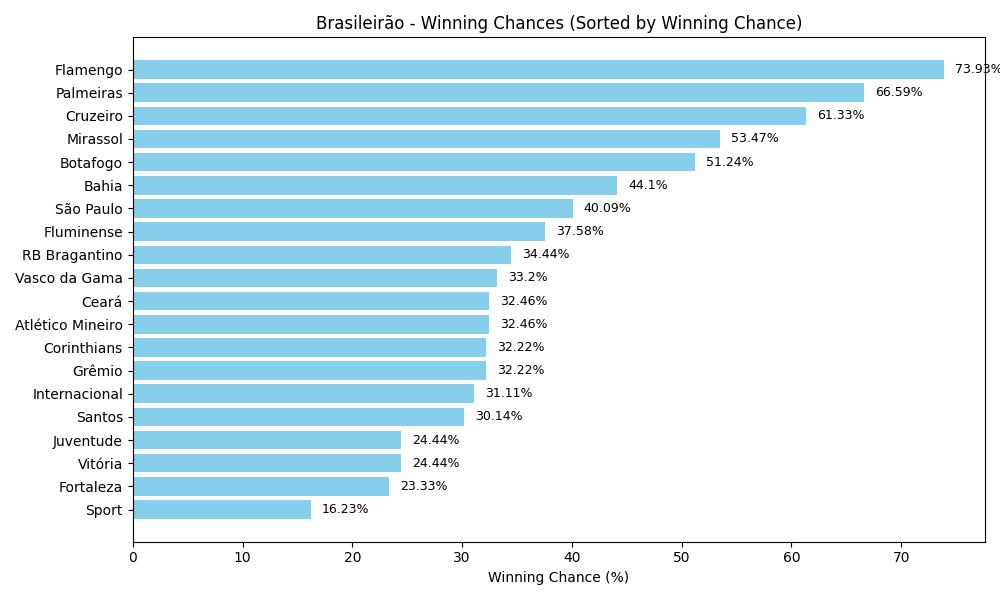 Brasileirão - Winning Chances (Sorted by Winning Chance)
Flamengo 73.93%
Palmeiras 66.59%
Cruzeiro 61.33%
Mirassol 53.47%
Botafogo 51.24%
Bahia 44.1%
São Paulo 40.09%
Fluminense 37.58%
RB Bragantino 34.44%
Vasco da Gama 33.2%
Ceará 32.46%
Atlético Mineiro 32.46%
Corinthians 32.22%
Grêmio 32.22%
Internacional 31.11%
Santos 30.14%
Juventude 24.44%
Vitória 24.44%
Fortaleza 23.33%
Sport 16.23%
0 10 20 30 40 50 60 70
Winning Chance (%)